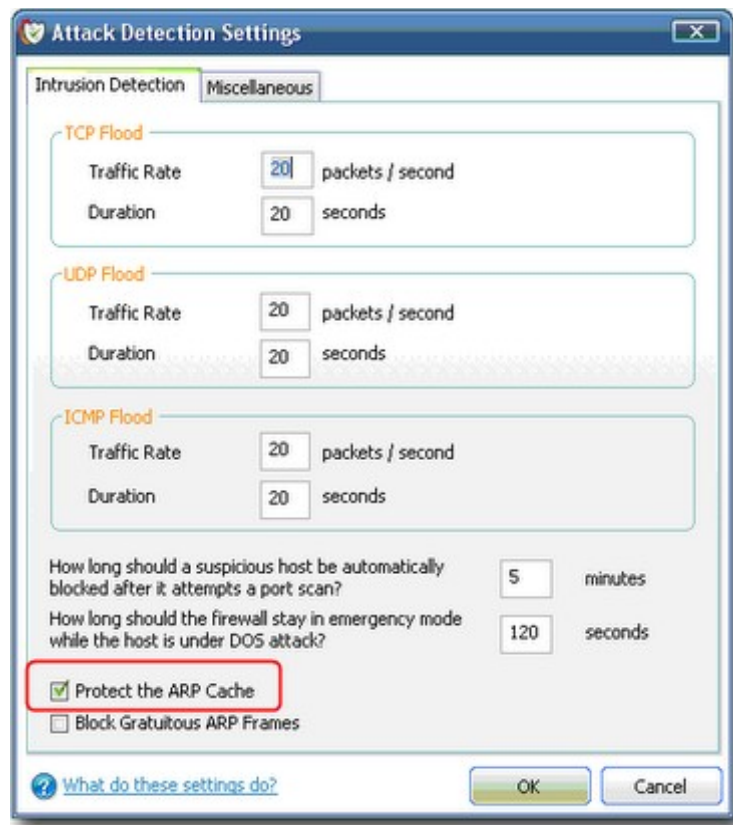 Attack Detection Settings
Intrusion Detection Miscellaneous
TCP Flood
Traffic Rate 20 packets / second
Duration 20 seconds
UDP Flood
Traffic Rate 20 packets / second
Duration 20 seconds
ICMP Flood
Traffic Rate 20 packets / second
Duration 20 seconds
How long should a suspicious host be automatically
blocked after it attempts a port scan? 5 minutes
How long should the firewall stay in emergency mode
while the host is under DOS attack? 120 seconds
Protect the ARP Cache
Block Gratuitous ARP Frames
What do these settings do? OK Cancel